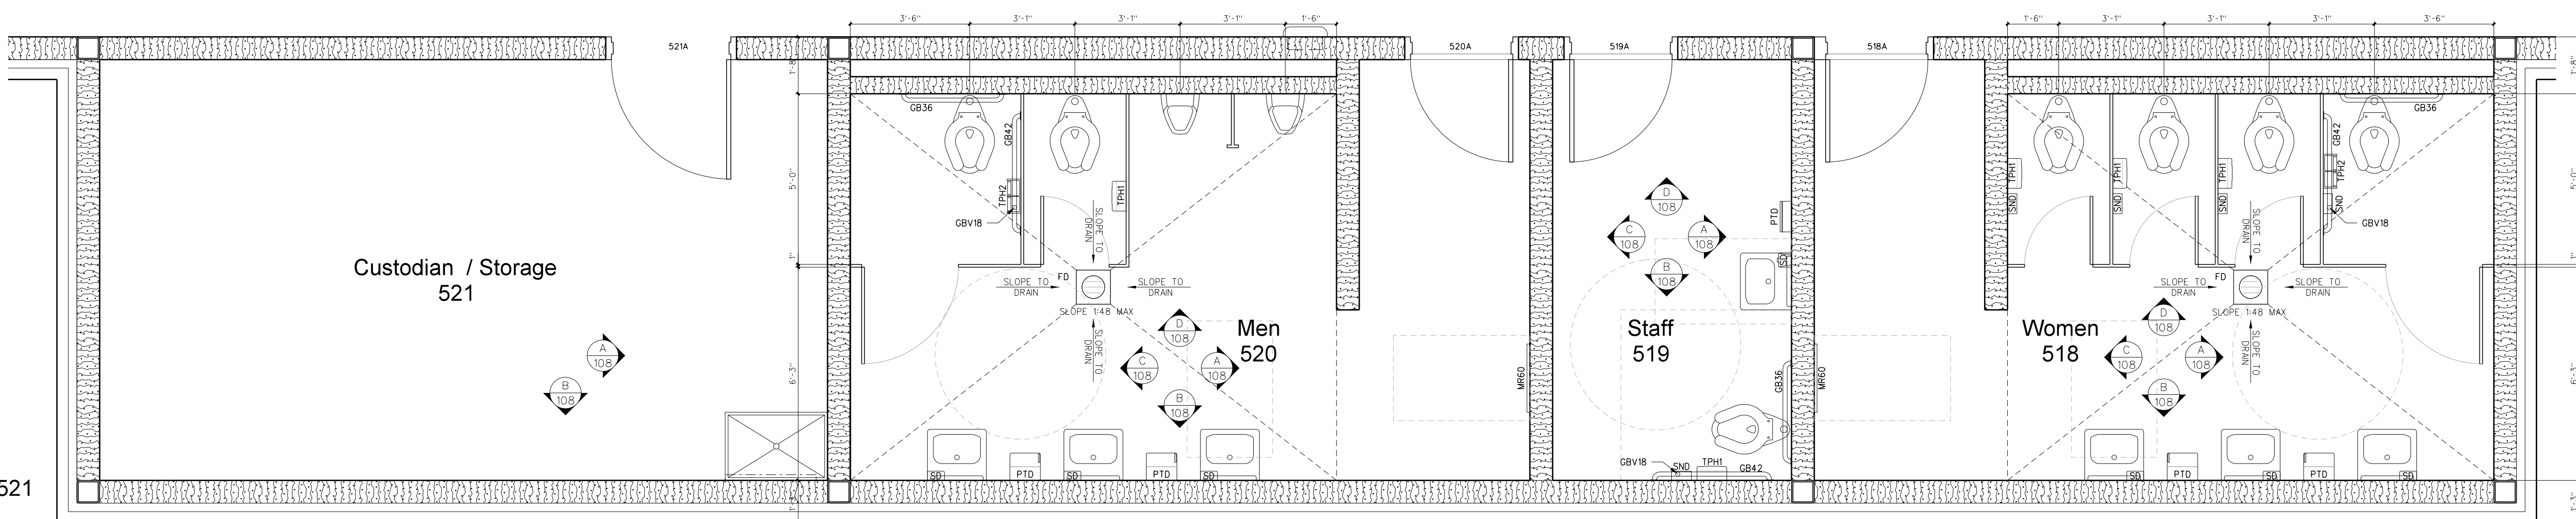 3'-6"
3'-1"
3'-1"
3'-1"
1'-6"
1'-6"
3'-1"
3'-1"
3'-1"
3'-6"
521A
520A
519A
518A
1'-8"
1'-8"
GB36
GB42
TPH2
GBV18
TPH1
5'-0"
SLOPE TO
DRAIN
1"
FD
SLOPE TO
DRAIN
SLOPE TO
DRAIN
SLOPE 1:48 MAX
SLOPE TO
DRAIN
Custodian / Storage
521
A
108
B
108
6'-3"
Men
520
D
108
C
108
A
108
B
108
SD
PTD
SD
PTD
SD
MR60
D
108
C
108
A
108
B
108
PTD
SD
Staff
519
GB36
GBV18
SND
TPH1
GB42
MR60
TPH1
SND
TPH1
SND
TPH1
SND
GB42
TPH2
SND
GBV18
GB36
5'-0"
1"
SLOPE TO
DRAIN
FD
SLOPE TO
DRAIN
SLOPE TO
DRAIN
SLOPE 1:48 MAX
SLOPE TO
DRAIN
Women
518
D
108
C
108
A
108
B
108
6'-3"
SD
PTD
SD
PTD
SD
521
1'-3"